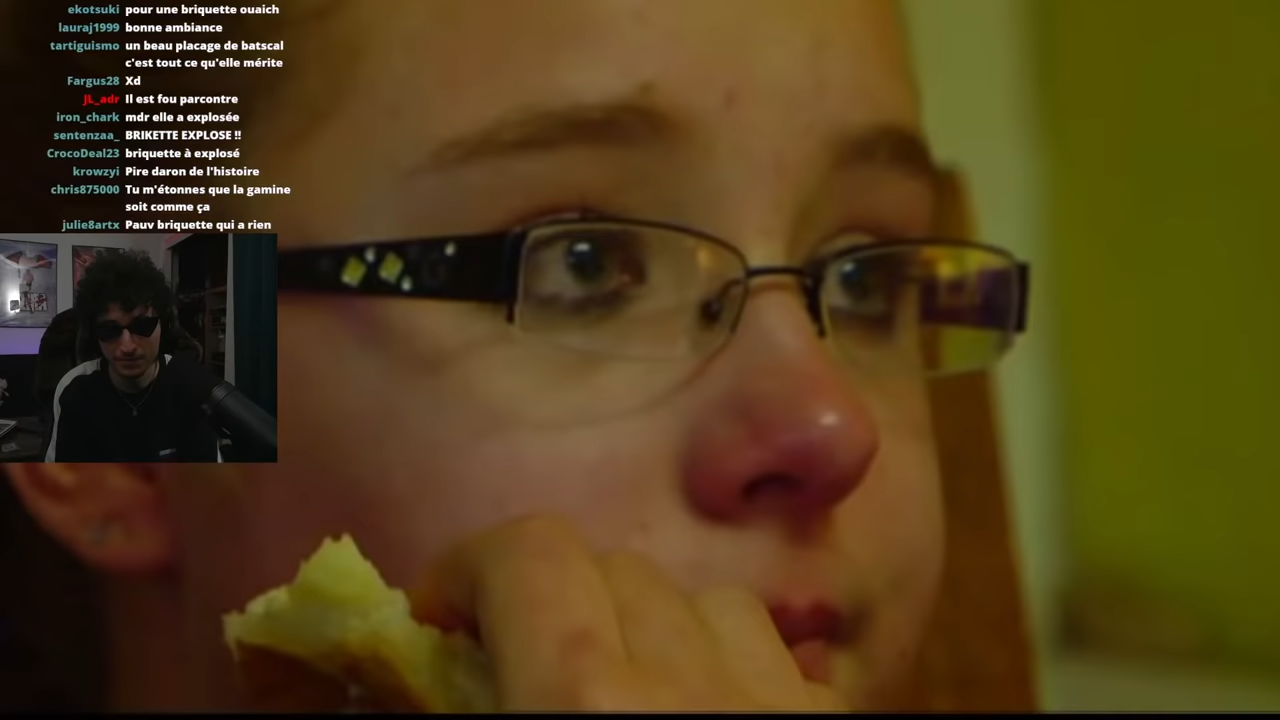 ekotsuki pour une briquette ouaich
lauraj1999 bonne ambiance
tartiguismo un beau placage de batscal
c'est tout ce qu'elle mérite
Fargus28 Xd
JL_adr Il est fou parcontre
iron_chark mdr elle a explosée
sentenzaa_ BRIKETTE EXPLOSE !!
CrocoDeal23 briquette à explosé
krowzyi Pire daron de l'histoire
chris875000 Tu m'étonnes que la gamine
soit comme ça
julie8artx Pauv briquette qui a rien